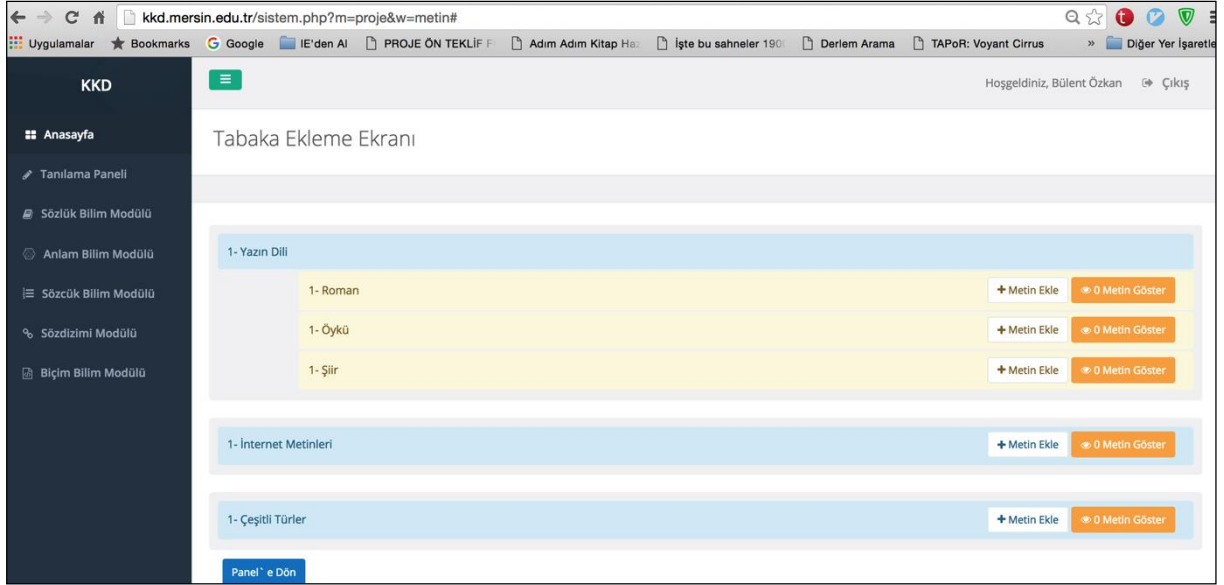 kkd.mersin.edu.tr/sistem.php?m=proje&w=metin#
Uygulamalar Bookmarks Google IE'den Al PROJE ÖN TEKLİF Adım Adım Kitap Haz İşte bu sahneler 190 Derlem Arama TAPoR: Voyant Cirrus » Diğer Yer İşaretle
KKD Hoşgeldiniz, Bülent Özkan Çıkış
Anasayfa
Tabaka Ekleme Ekranı
Tanılama Paneli
Sözlük Bilim Modülü
Anlam Bilim Modülü
Sözcük Bilim Modülü
Sözdizimi Modülü
Biçim Bilim Modülü
1- Yazın Dili
1- Roman + Metin Ekle 0 Metin Göster
1- Öykü + Metin Ekle 0 Metin Göster
1- Şiir + Metin Ekle 0 Metin Göster
1- İnternet Metinleri + Metin Ekle 0 Metin Göster
1- Çeşitli Türler + Metin Ekle 0 Metin Göster
Panel` e Dön